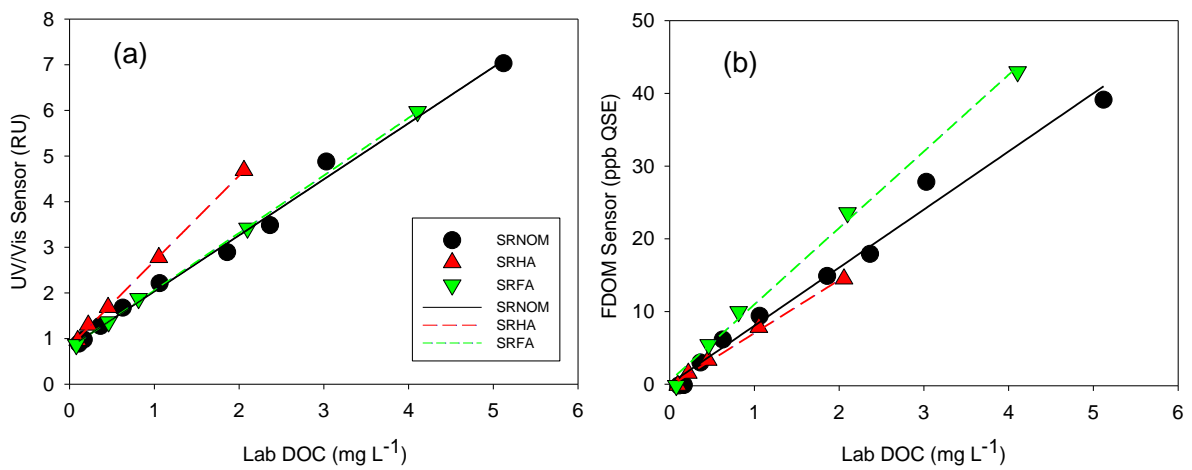 (a)
UV/Vis Sensor (RU)
8
7
6
5
4
3
2
1
0
0 1 2 3 4 5 6
Lab DOC (mg L⁻¹)
SRNOM
SRHA
SRFA
SRNOM
SRHA
SRFA
(b)
FDOM Sensor (ppb QSE)
50
40
30
20
10
0
0 1 2 3 4 5 6
Lab DOC (mg L⁻¹)